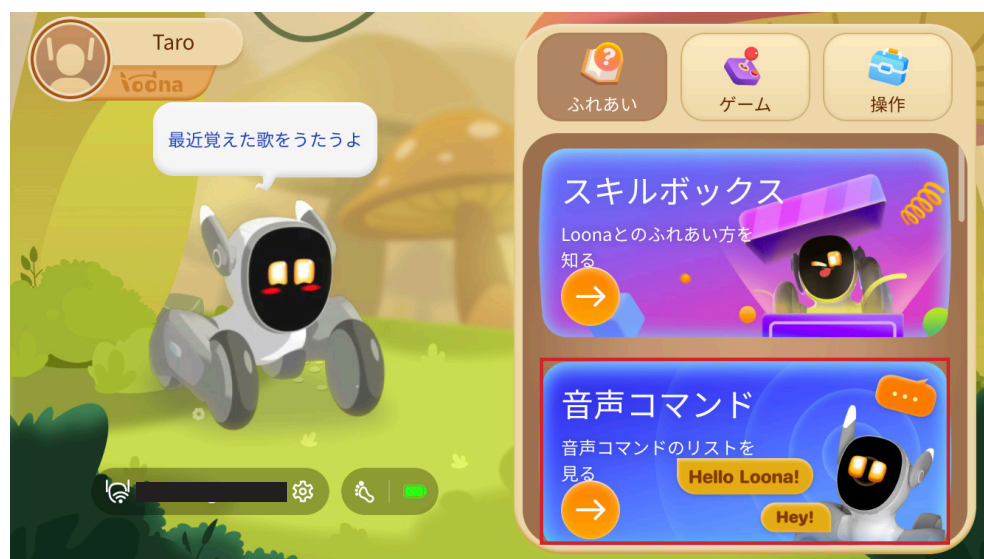 Taro
loona
最近覚えた歌をうたうよ
ふれあい
ゲーム
操作
スキルボックス
Loonaとのふれあい方を
知る
音声コマンド
音声コマンドのリストを
見る
Hello Loona!
Hey!